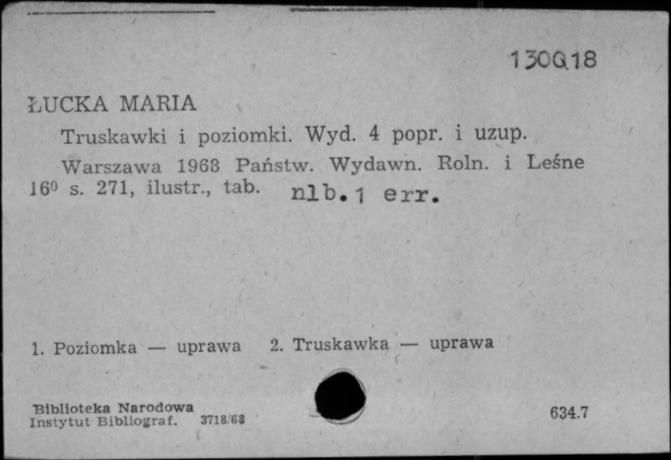 130G18
ŁUCKA MARIA
Truskawki i poziomki. Wyd. 4 popr. i uzup.
Warszawa 1968 Państw. Wydawn. Roln. i Leśne
16⁰ s. 271, ilustr., tab. nlb.1 err.
1. Poziomka — uprawa 2. Truskawka — uprawa
Biblioteka Narodowa
Instytut Bibliograf. 3718/68
634.7